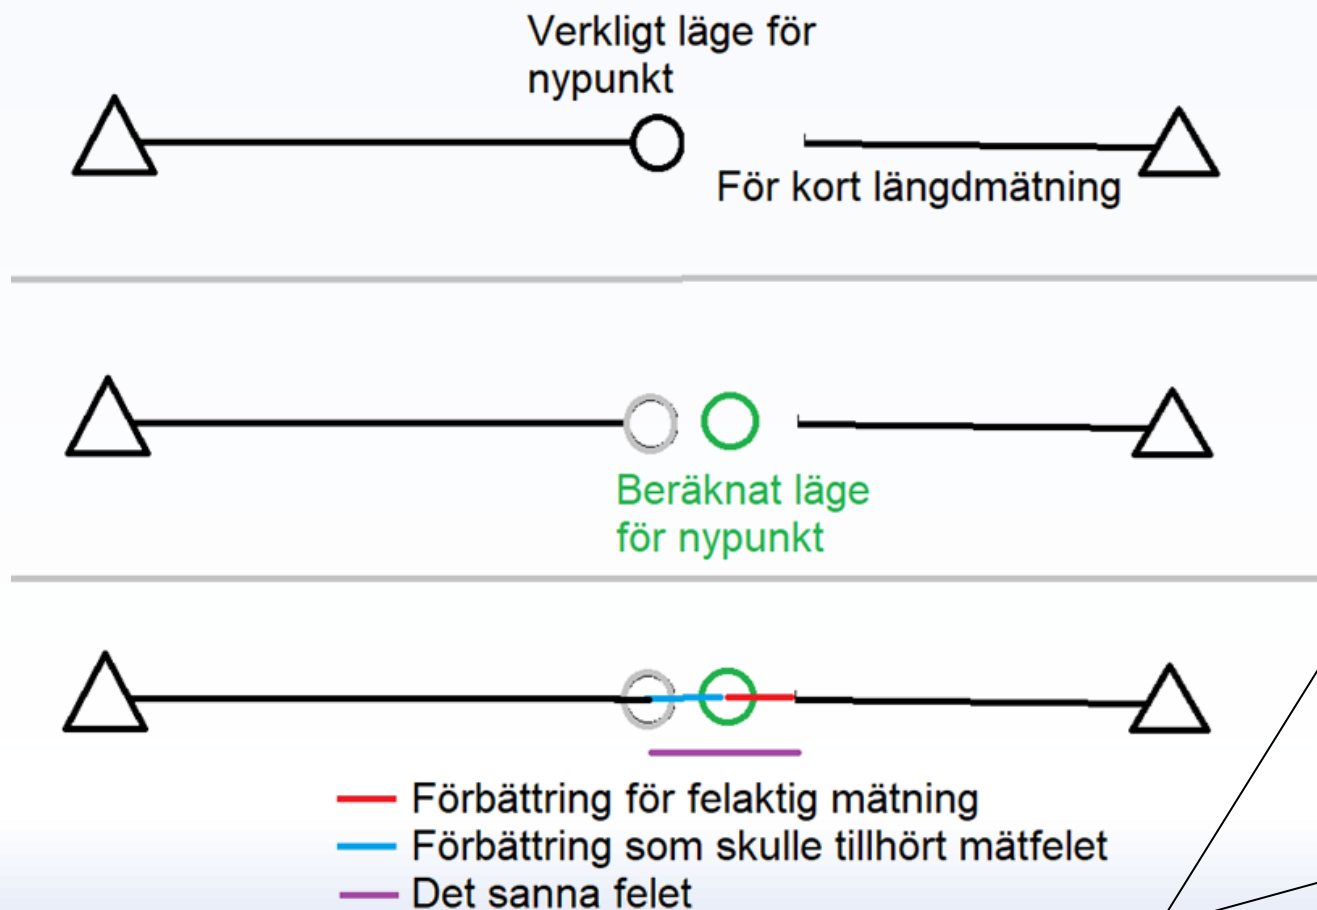 Verkligt läge för
nypunkt
För kort längdmätning
Beräknat läge
för nypunkt
Förbättring för felaktig mätning
Förbättring som skulle tillhört mätfelet
Det sanna felet